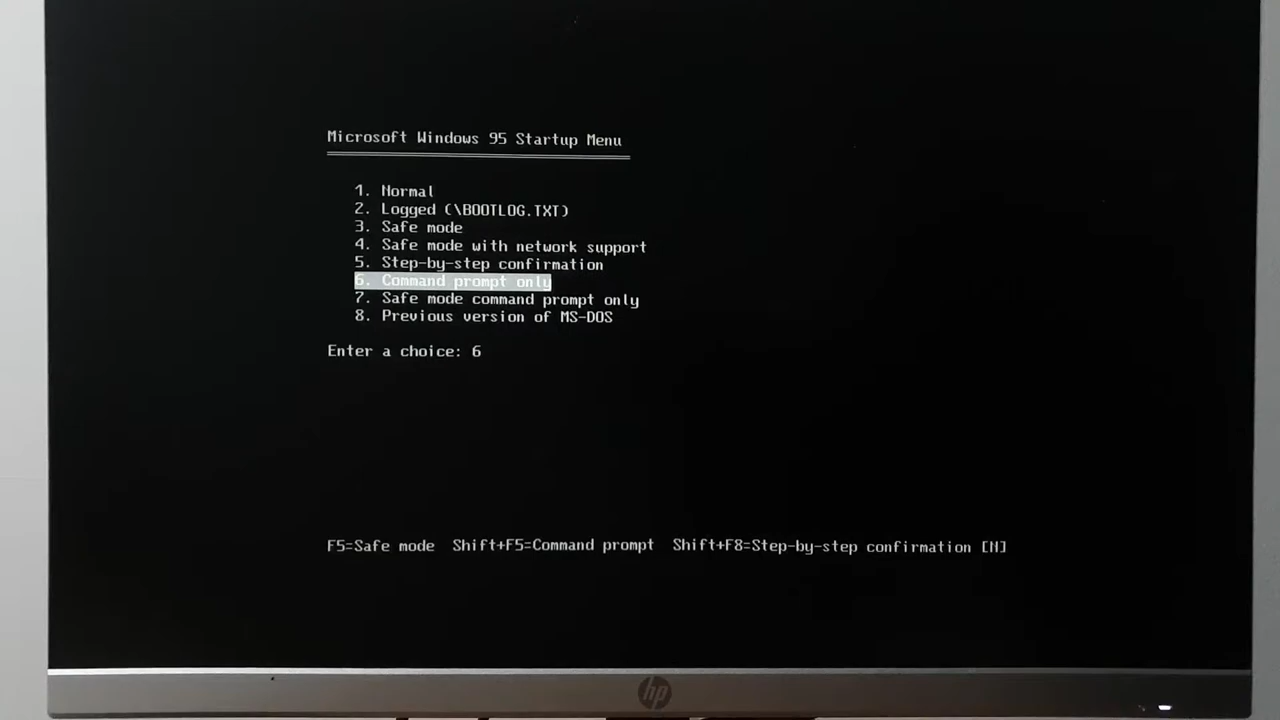 Microsoft Windows 95 Startup Menu
1. Normal
2. Logged (\BOOTLOG.TXT)
3. Safe mode
4. Safe mode with network support
5. Step-by-step confirmation
6. Command prompt only
7. Safe mode command prompt only
8. Previous version of MS-DOS
Enter a choice: 6
F5=Safe mode  Shift+F5=Command prompt  Shift+F8=Step-by-step confirmation [N]
hp